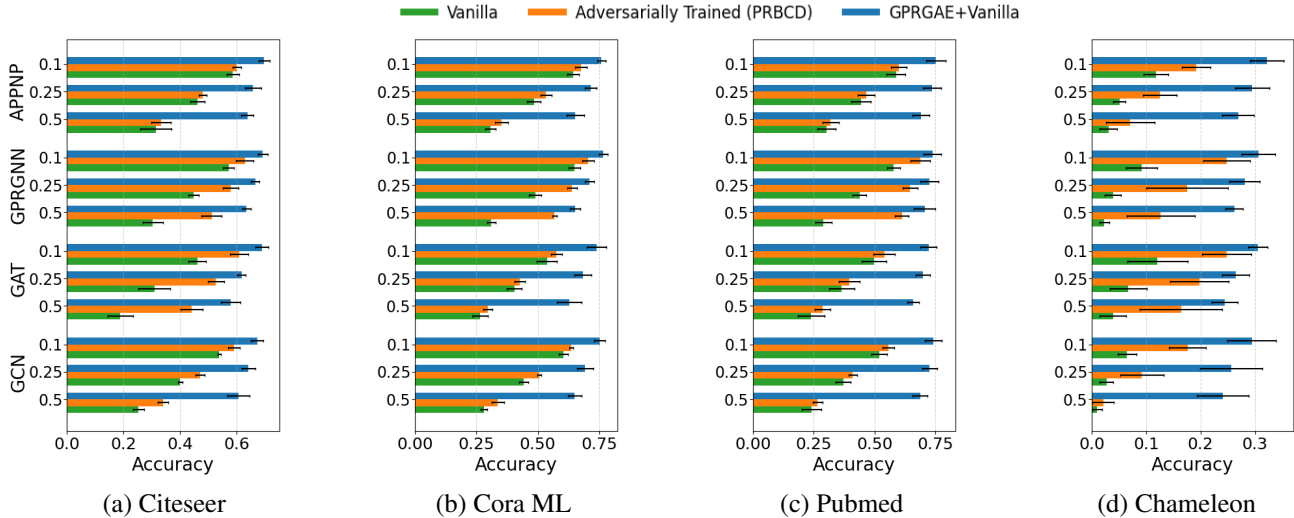 Vanilla Adversarially Trained (PRBCD) GPRGAE+Vanilla
APPNP
0.1
0.25
0.5
GPRGNN
0.1
0.25
0.5
GAT
0.1
0.25
0.5
GCN
0.1
0.25
0.5
0.0 0.2 0.4 0.6
Accuracy
(a) Citeseer
0.1
0.25
0.5
0.1
0.25
0.5
0.1
0.25
0.5
0.1
0.25
0.5
0.00 0.25 0.50 0.75
Accuracy
(b) Cora ML
0.1
0.25
0.5
0.1
0.25
0.5
0.1
0.25
0.5
0.1
0.25
0.5
0.00 0.25 0.50 0.75
Accuracy
(c) Pubmed
0.1
0.25
0.5
0.1
0.25
0.5
0.1
0.25
0.5
0.1
0.25
0.5
0.0 0.1 0.2 0.3
Accuracy
(d) Chameleon